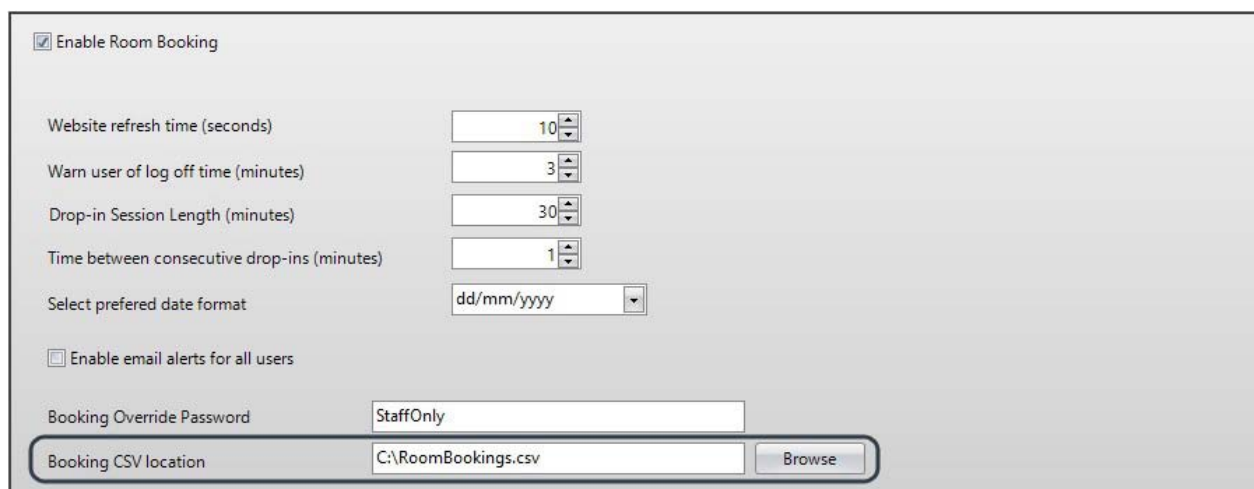 Enable Room Booking
Website refresh time (seconds) 10
Warn user of log off time (minutes) 3
Drop-in Session Length (minutes) 30
Time between consecutive drop-ins (minutes) 1
Select prefered date format dd/mm/yyyy
Enable email alerts for all users
Booking Override Password StaffOnly
Booking CSV location C:\RoomBookings.csv Browse